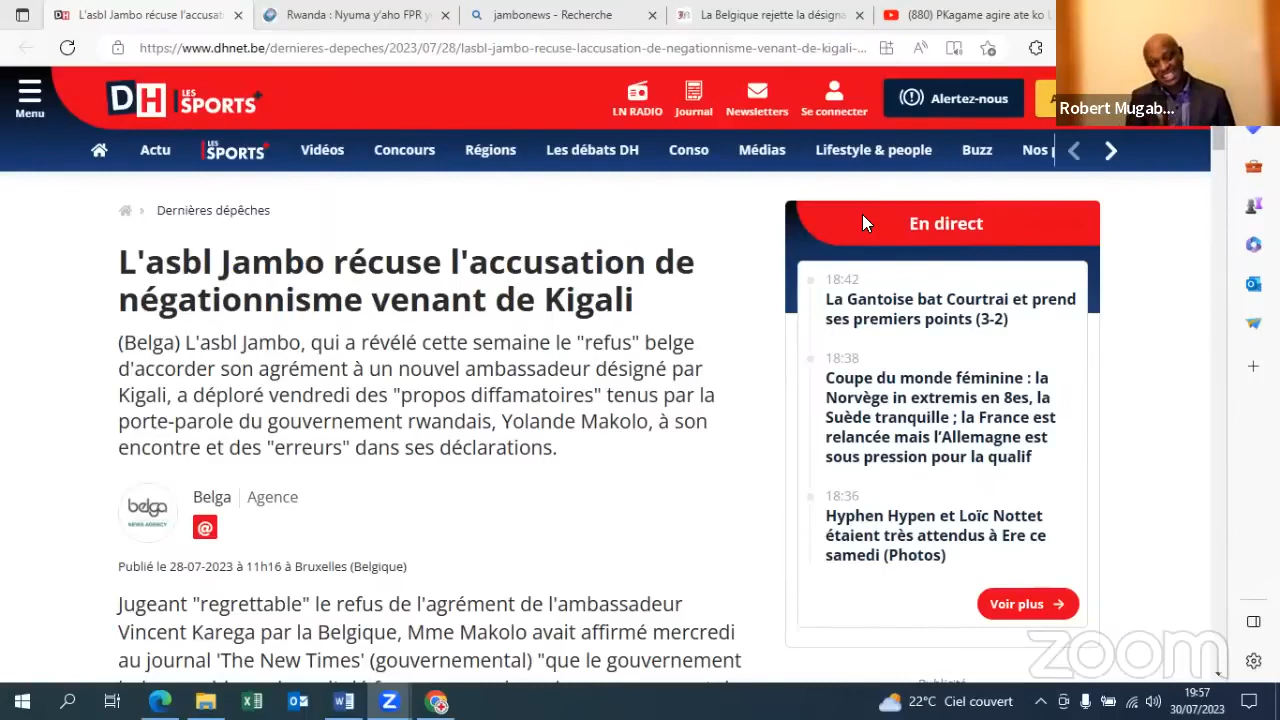 L'asbl Jambo récuse l'accusat
Rwanda : Nyuma y'aho FPR y
jambonews - Recherche
La Belgique rejette la désigna
(880) PKagame agire ate ko l
https://www.dhnet.be/dernieres-depeches/2023/07/28/lasbl-jambo-recuse-laccusation-de-negationnisme-venant-de-kigali-...
Robert Mugab...
Menu
DH LES SPORTS+
LN RADIO
Journal
Newsletters
Se connecter
Alertez-nous
Actu
LES SPORTS+
Vidéos
Concours
Régions
Les débats DH
Conso
Médias
Lifestyle & people
Buzz
Nos
Dernières dépêches
L'asbl Jambo récuse l'accusation de
négationnisme venant de Kigali
(Belga) L'asbl Jambo, qui a révélé cette semaine le "refus" belge
d'accorder son agrément à un nouvel ambassadeur désigné par
Kigali, a déploré vendredi des "propos diffamatoires" tenus par la
porte-parole du gouvernement rwandais, Yolande Makolo, à son
encontre et des "erreurs" dans ses déclarations.
belga
NEWS AGENCY
Belga
Agence
Publié le 28-07-2023 à 11h16 à Bruxelles (Belgique)
Jugeant "regrettable" le refus de l'agrément de l'ambassadeur
Vincent Karega par la Belgique, Mme Makolo avait affirmé mercredi
au journal 'The New Times' (gouvernemental) "que le gouvernement
En direct
18:42
La Gantoise bat Courtrai et prend
ses premiers points (3-2)
18:38
Coupe du monde féminine : la
Norvège in extremis en 8es, la
Suède tranquille ; la France est
relancée mais l'Allemagne est
sous pression pour la qualif
18:36
Hyphen Hypen et Loïc Nottet
étaient très attendus à Ere ce
samedi (Photos)
Voir plus
zoom
22°C Ciel couvert
19:57
30/07/2023